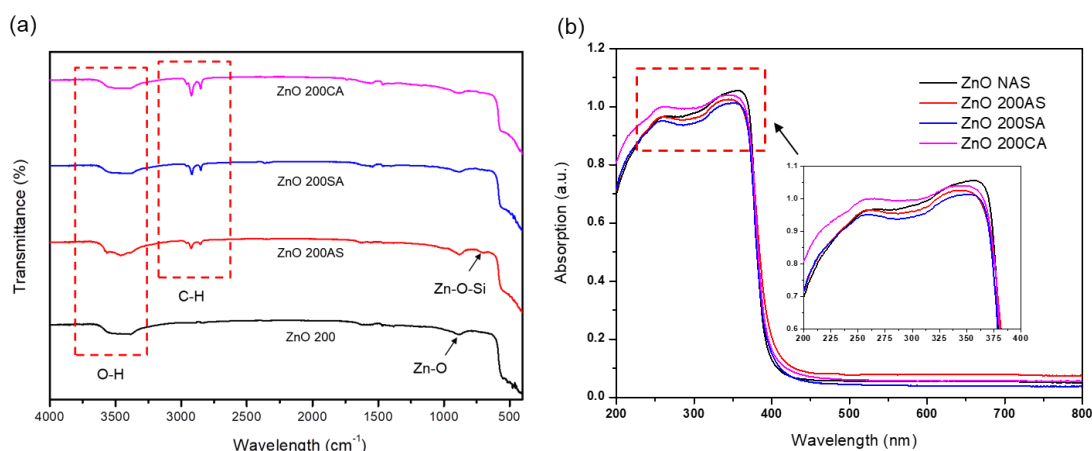 (a)
Transmittance (%)
ZnO 200CA
ZnO 200SA
ZnO 200AS
Zn-O-Si
C-H
ZnO 200
O-H
Zn-O
4000 3500 3000 2500 2000 1500 1000 500
Wavelength (cm⁻¹)
(b)
Absorption (a.u.)
1.2
1.0
0.8
0.6
0.4
0.2
0.0
ZnO NAS
ZnO 200AS
ZnO 200SA
ZnO 200CA
1.1
1.0
0.9
0.8
0.7
0.6
200 225 250 275 300 325 350 375 400
200 300 400 500 600 700 800
Wavelength (nm)